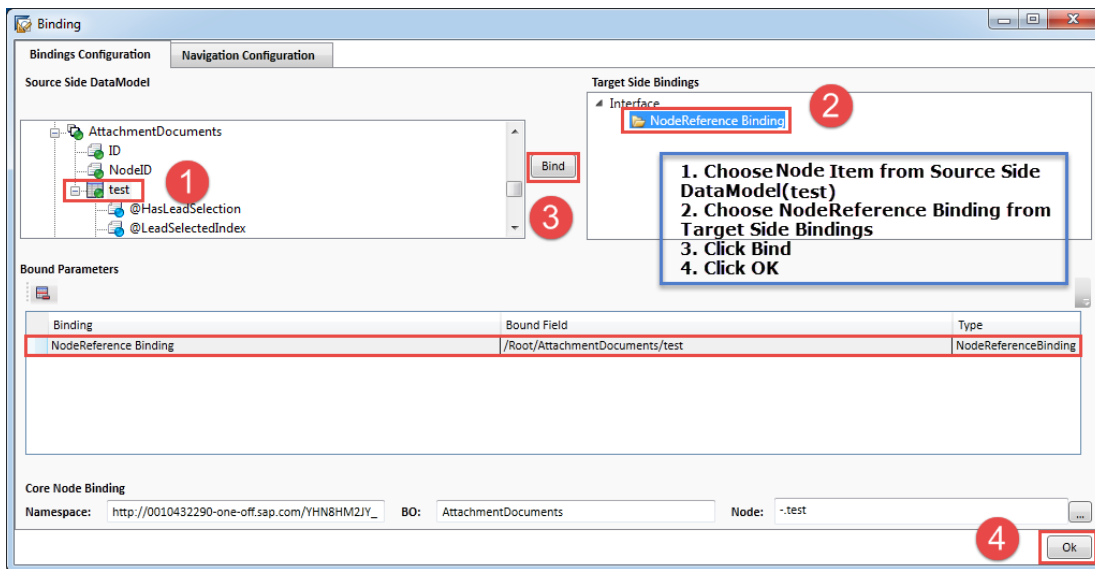 Binding
Bindings Configuration
Navigation Configuration
Source Side DataModel
Target Side Bindings
AttachmentDocuments
ID
NodeID
test
@HasLeadSelection
@LeadSelectedIndex
1
Bind
3
Interface
NodeReference Binding
2
1. Choose Node Item from Source Side
DataModel(test)
2. Choose NodeReference Binding from
Target Side Bindings
3. Click Bind
4. Click OK
Bound Parameters
Binding Bound Field Type
NodeReference Binding /Root/AttachmentDocuments/test NodeReferenceBinding
Core Node Binding
Namespace: http://0010432290-one-off.sap.com/YHN8HM2JY_ BO: AttachmentDocuments Node: -.test ...
4
Ok